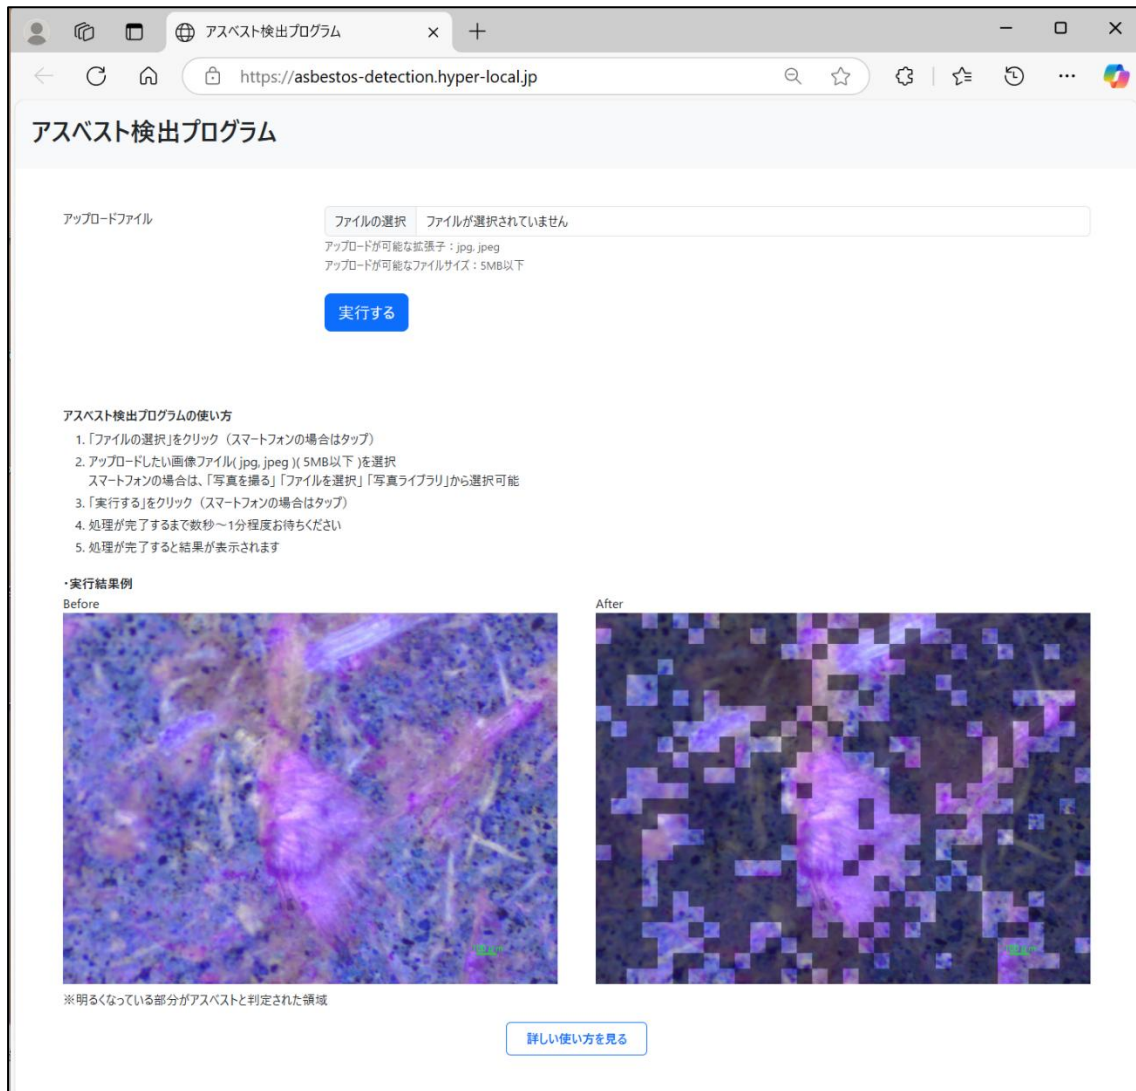 アスベスト検出プログラム
https://asbestos-detection.hyper-local.jp
アスベスト検出プログラム
アップロードファイル
ファイルの選択 ファイルが選択されていません
アップロードが可能な拡張子：jpg, jpeg
アップロードが可能なファイルサイズ：5MB以下
実行する
アスベスト検出プログラムの使い方
1. 「ファイルの選択」をクリック（スマートフォンの場合はタップ）
2. アップロードしたい画像ファイル( jpg, jpeg )( 5MB以下 )を選択
スマートフォンの場合は、「写真を撮る」「ファイルを選択」「写真ライブラリ」から選択可能
3. 「実行する」をクリック（スマートフォンの場合はタップ）
4. 処理が完了するまで数秒～1分程度お待ちください
5. 処理が完了すると結果が表示されます
・実行結果例
Before
After
※明るくなっている部分がアスベストと判定された領域
詳しい使い方を見る